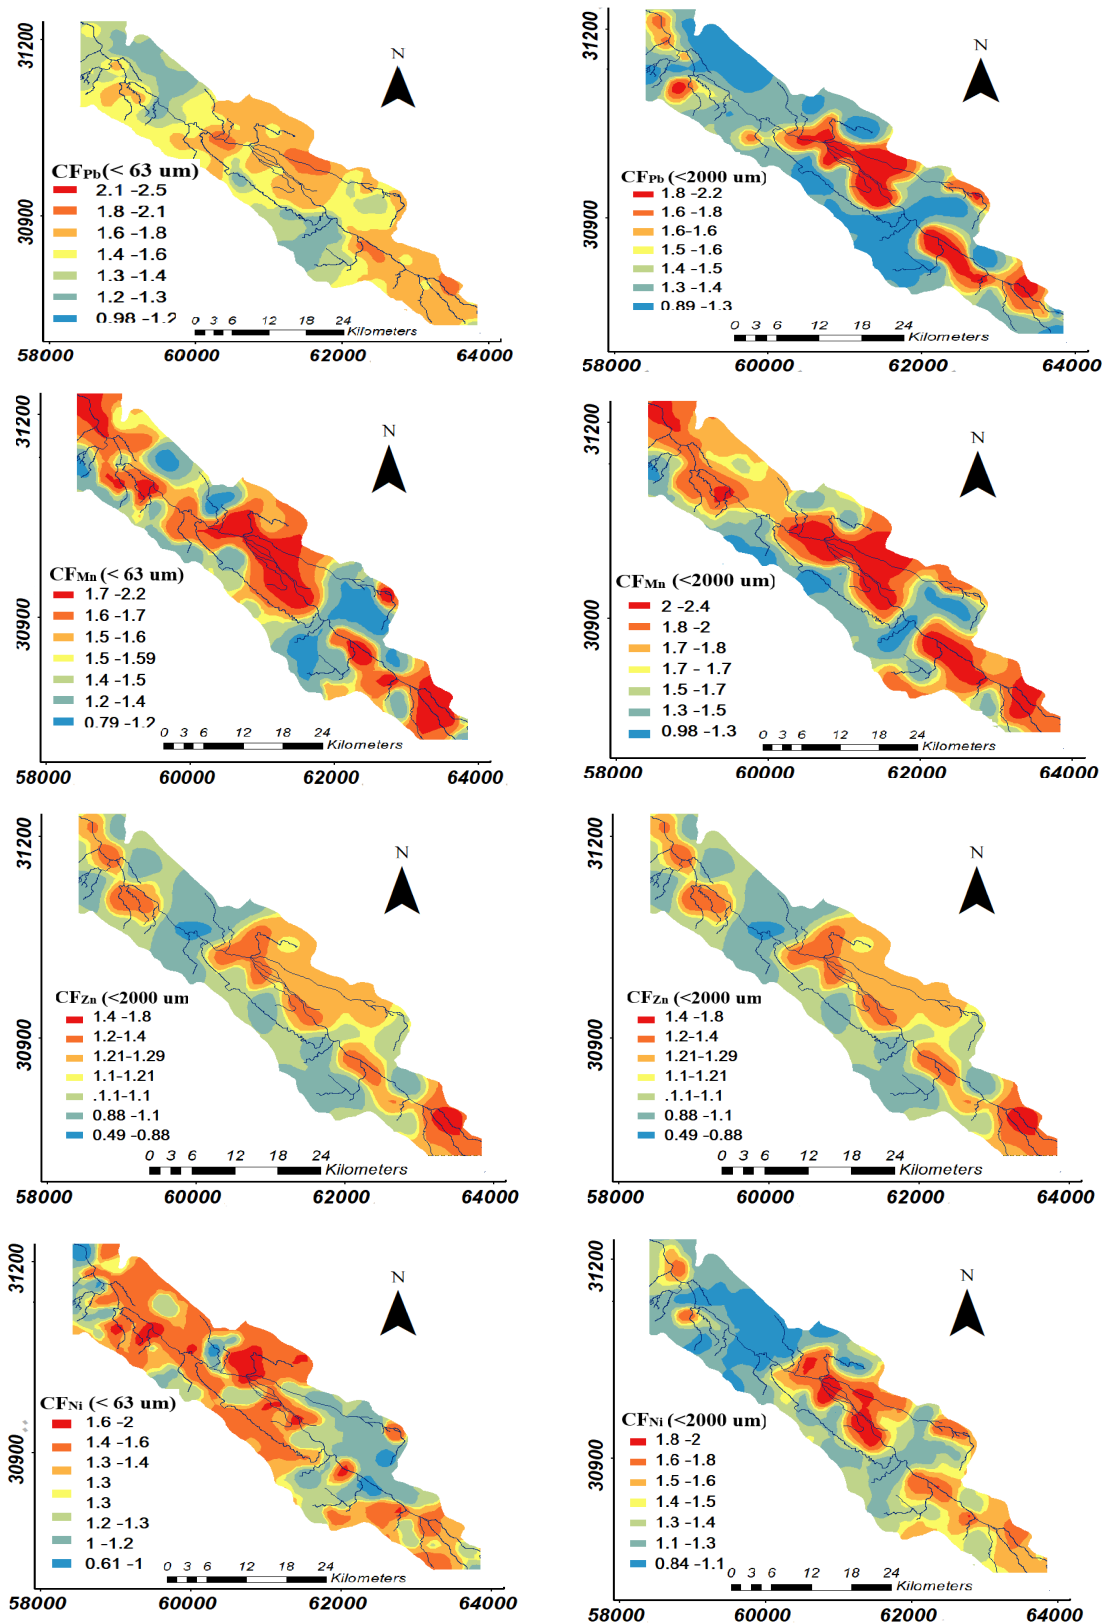 31200
N
CFPb (< 63 um)
2.1 -2.5
1.8 -2.1
1.6 -1.8
1.4 -1.6
1.3 -1.4
1.2 -1.3
0.98 -1.2
30900
0 3 6 12 18 24
Kilometers
58000 60000 62000 64000
31200
N
CFPb (<2000 um)
1.8 -2.2
1.6 -1.8
1.6-1.6
1.5 -1.6
1.4 -1.5
1.3 -1.4
0.89 -1.3
30900
0 3 6 12 18 24
Kilometers
58000 60000 62000 64000
31200
N
CFMn (< 63 um)
1.7 -2.2
1.6 -1.7
1.5 -1.6
1.5 -1.59
1.4 -1.5
1.2 -1.4
0.79 -1.2
30900
0 3 6 12 18 24
Kilometers
58000 60000 62000 64000
31200
N
CFMn (<2000 um)
2 -2.4
1.8 -2
1.7 -1.8
1.7 - 1.7
1.5 -1.7
1.3 -1.5
0.98 -1.3
30900
0 3 6 12 18 24
Kilometers
58000 60000 62000 64000
31200
N
CFZn (<2000 um
1.4 -1.8
1.2-1.4
1.21-1.29
1.1-1.21
.1.1-1.1
0.88 -1.1
0.49 -0.88
30900
0 3 6 12 18 24
Kilometers
58000 60000 62000 64000
31200
N
CFZn (<2000 um
1.4 -1.8
1.2-1.4
1.21-1.29
1.1-1.21
.1.1-1.1
0.88 -1.1
0.49 -0.88
30900
0 3 6 12 18 24
Kilometers
58000 60000 62000 64000
31200
N
CFNi (< 63 um)
1.6 -2
1.4 -1.6
1.3 -1.4
1.3
1.2 -1.3
1 -1.2
0.61 -1
30900
0 3 6 12 18 24
Kilometers
58000 60000 62000 64000
31200
N
CFNi (<2000 um)
1.8 -2
1.6 -1.8
1.5 -1.6
1.4 -1.5
1.3 -1.4
1.1 -1.3
0.84 -1.1
30900
0 3 6 12 18 24
Kilometers
58000 60000 62000 64000